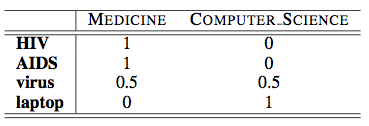 MEDICINE COMPUTER_SCIENCE
HIV 1 0
AIDS 1 0
virus 0.5 0.5
laptop 0 1